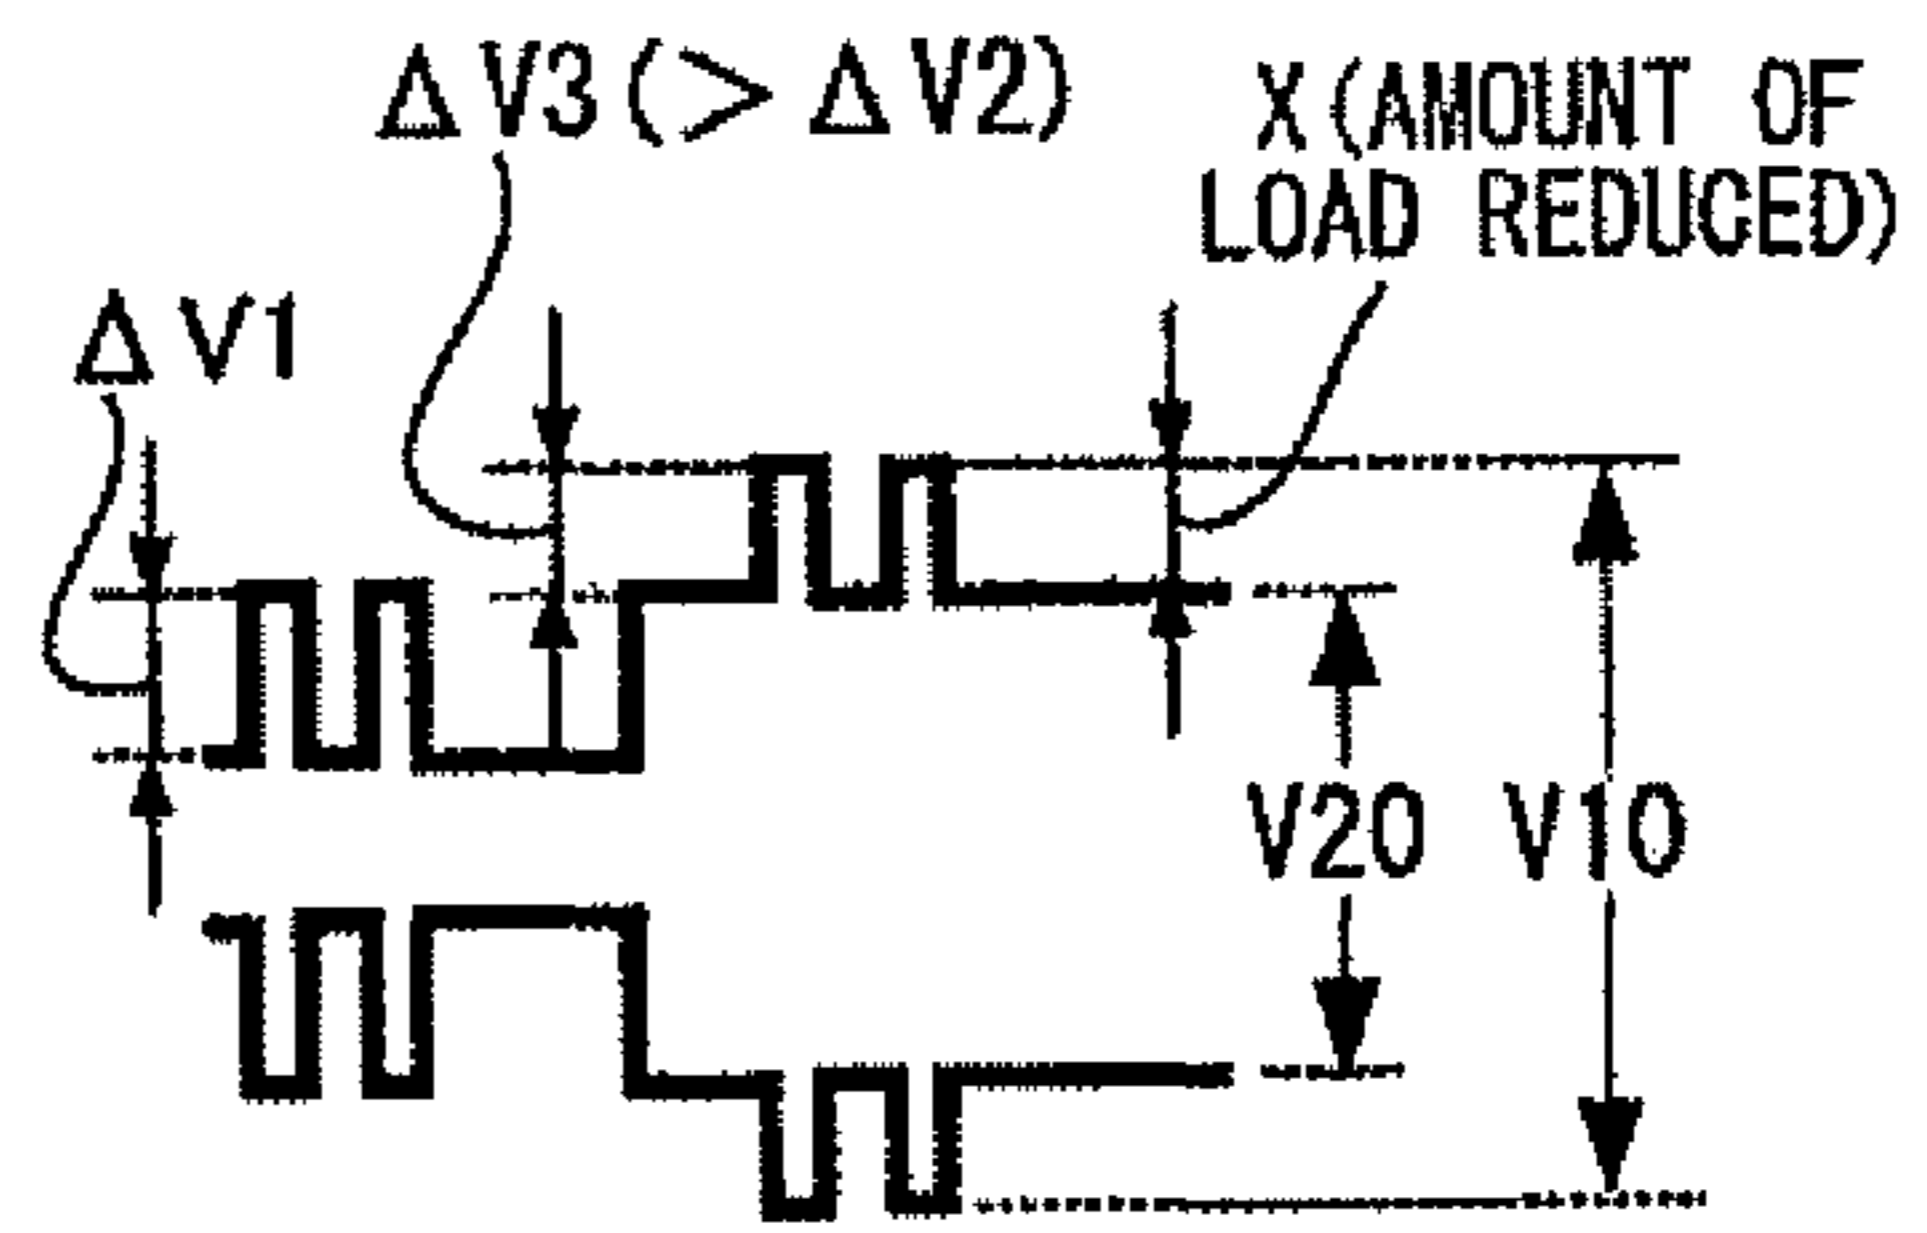 ΔV3(>ΔV2)
X(AMOUNT OF
LOAD REDUCED)
ΔV1
V20
V10